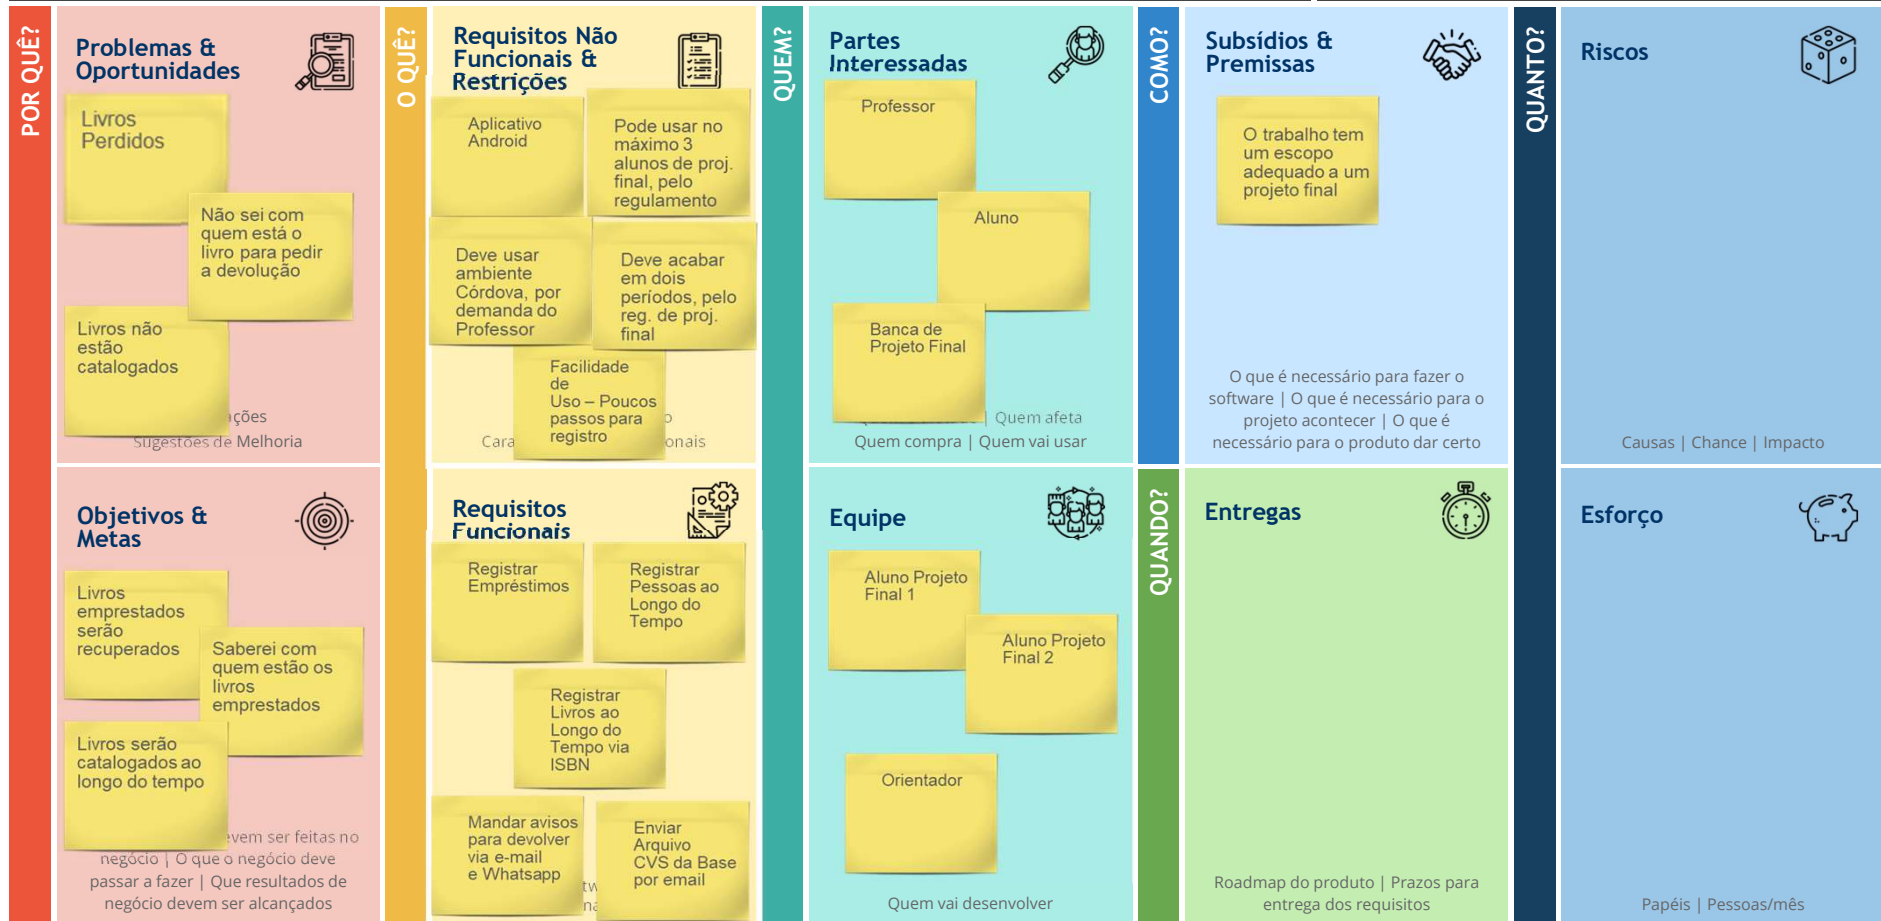 POR QUÊ?
Problemas &
Oportunidades
Livros
Perdidos
Não sei com
quem está o
livro para pedir
a devolução
Livros não
estão
catalogados
Sugestões de Melhoria
Objetivos &
Metas
Livros
emprestados
serão
recuperados
Saberei com
quem estão os
livros
emprestados
Livros serão
catalogados ao
longo do tempo
ser feitas no
negócio | O que o negócio deve
passar a fazer | Que resultados de
negócio devem ser alcançados
O QUÊ?
Requisitos Não
Funcionais &
Restrições
Aplicativo
Android
Pode usar no
máximo 3
alunos de proj.
final, pelo
regulamento
Deve usar
ambiente
Córdova, por
demanda do
Professor
Deve acabar
em dois
períodos, pelo
reg. de proj.
final
Facilidade
de
Uso – Poucos
passos para
registro
Requisitos
Funcionais
Registrar
Empréstimos
Registrar
Pessoas ao
Longo do
Tempo
Registrar
Livros ao
Longo do
Tempo via
ISBN
Mandar avisos
para devolver
via e-mail
e Whatsapp
Enviar
Arquivo
CVS da Base
por email
QUEM?
Partes
Interessadas
Professor
Aluno
Banca de
Projeto Final
| Quem afeta
Quem compra | Quem vai usar
Equipe
Aluno Projeto
Final 1
Aluno Projeto
Final 2
Orientador
Quem vai desenvolver
COMO?
Subsídios &
Premissas
O trabalho tem
um escopo
adequado a um
projeto final
O que é necessário para fazer o
software | O que é necessário para o
projeto acontecer | O que é
necessário para o produto dar certo
QUANDO?
Entregas
Roadmap do produto | Prazos para
entrega dos requisitos
QUANTO?
Riscos
Causas | Chance | Impacto
Esforço
Papéis | Pessoas/mês